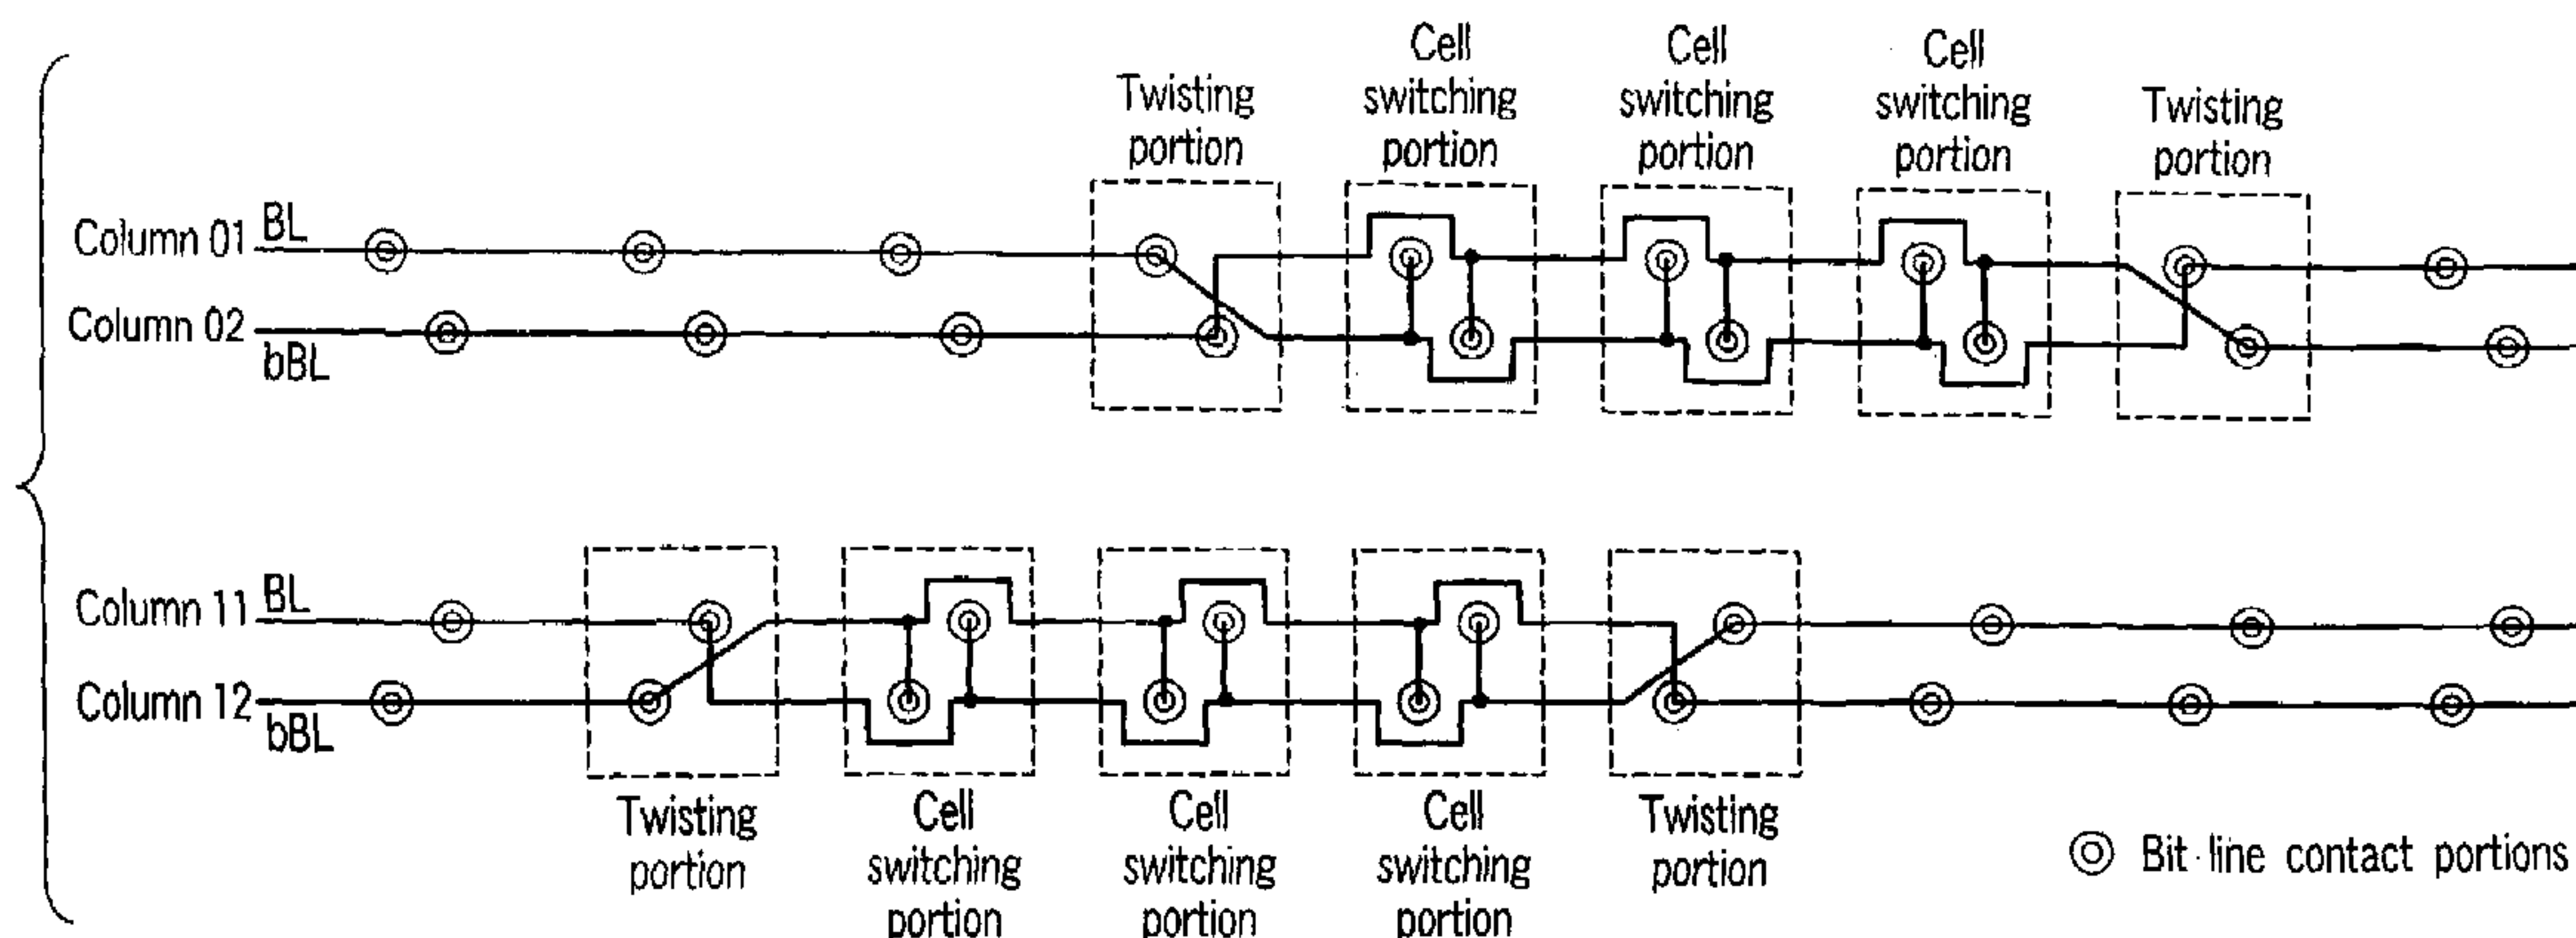 Twisting
portion
Cell
switching
portion
Cell
switching
portion
Cell
switching
portion
Twisting
portion
Column 01 BL
Column 02
bBL
Column 11 BL
Column 12
bBL
Twisting
portion
Cell
switching
portion
Cell
switching
portion
Cell
switching
portion
Twisting
portion
Bit line contact portions